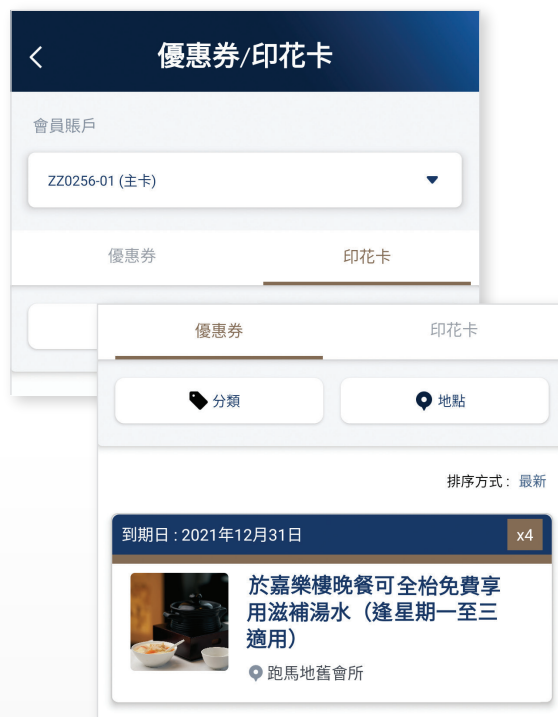 優惠券/印花卡
會員賬戶
ZZ0256-01 (主卡)
優惠券 印花卡
優惠券 印花卡
分類 地點
排序方式 : 最新
到期日 : 2021年12月31日 x4
於嘉樂樓晚餐可全枱免費享
用滋補湯水（逢星期一至三
適用）
跑馬地舊會所